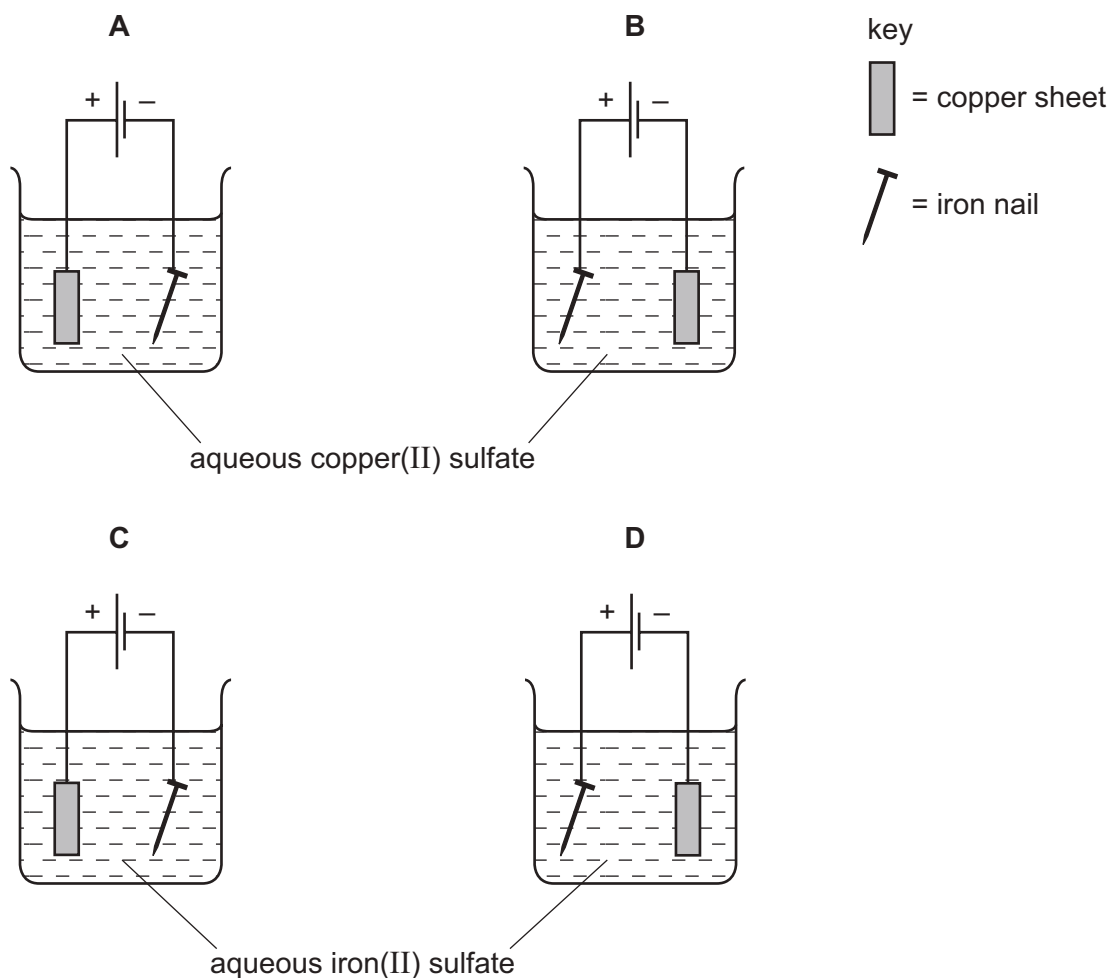 A
B
key
+ –
+ –
= copper sheet
= iron nail
aqueous copper(II) sulfate
C
D
+ –
+ –
aqueous iron(II) sulfate